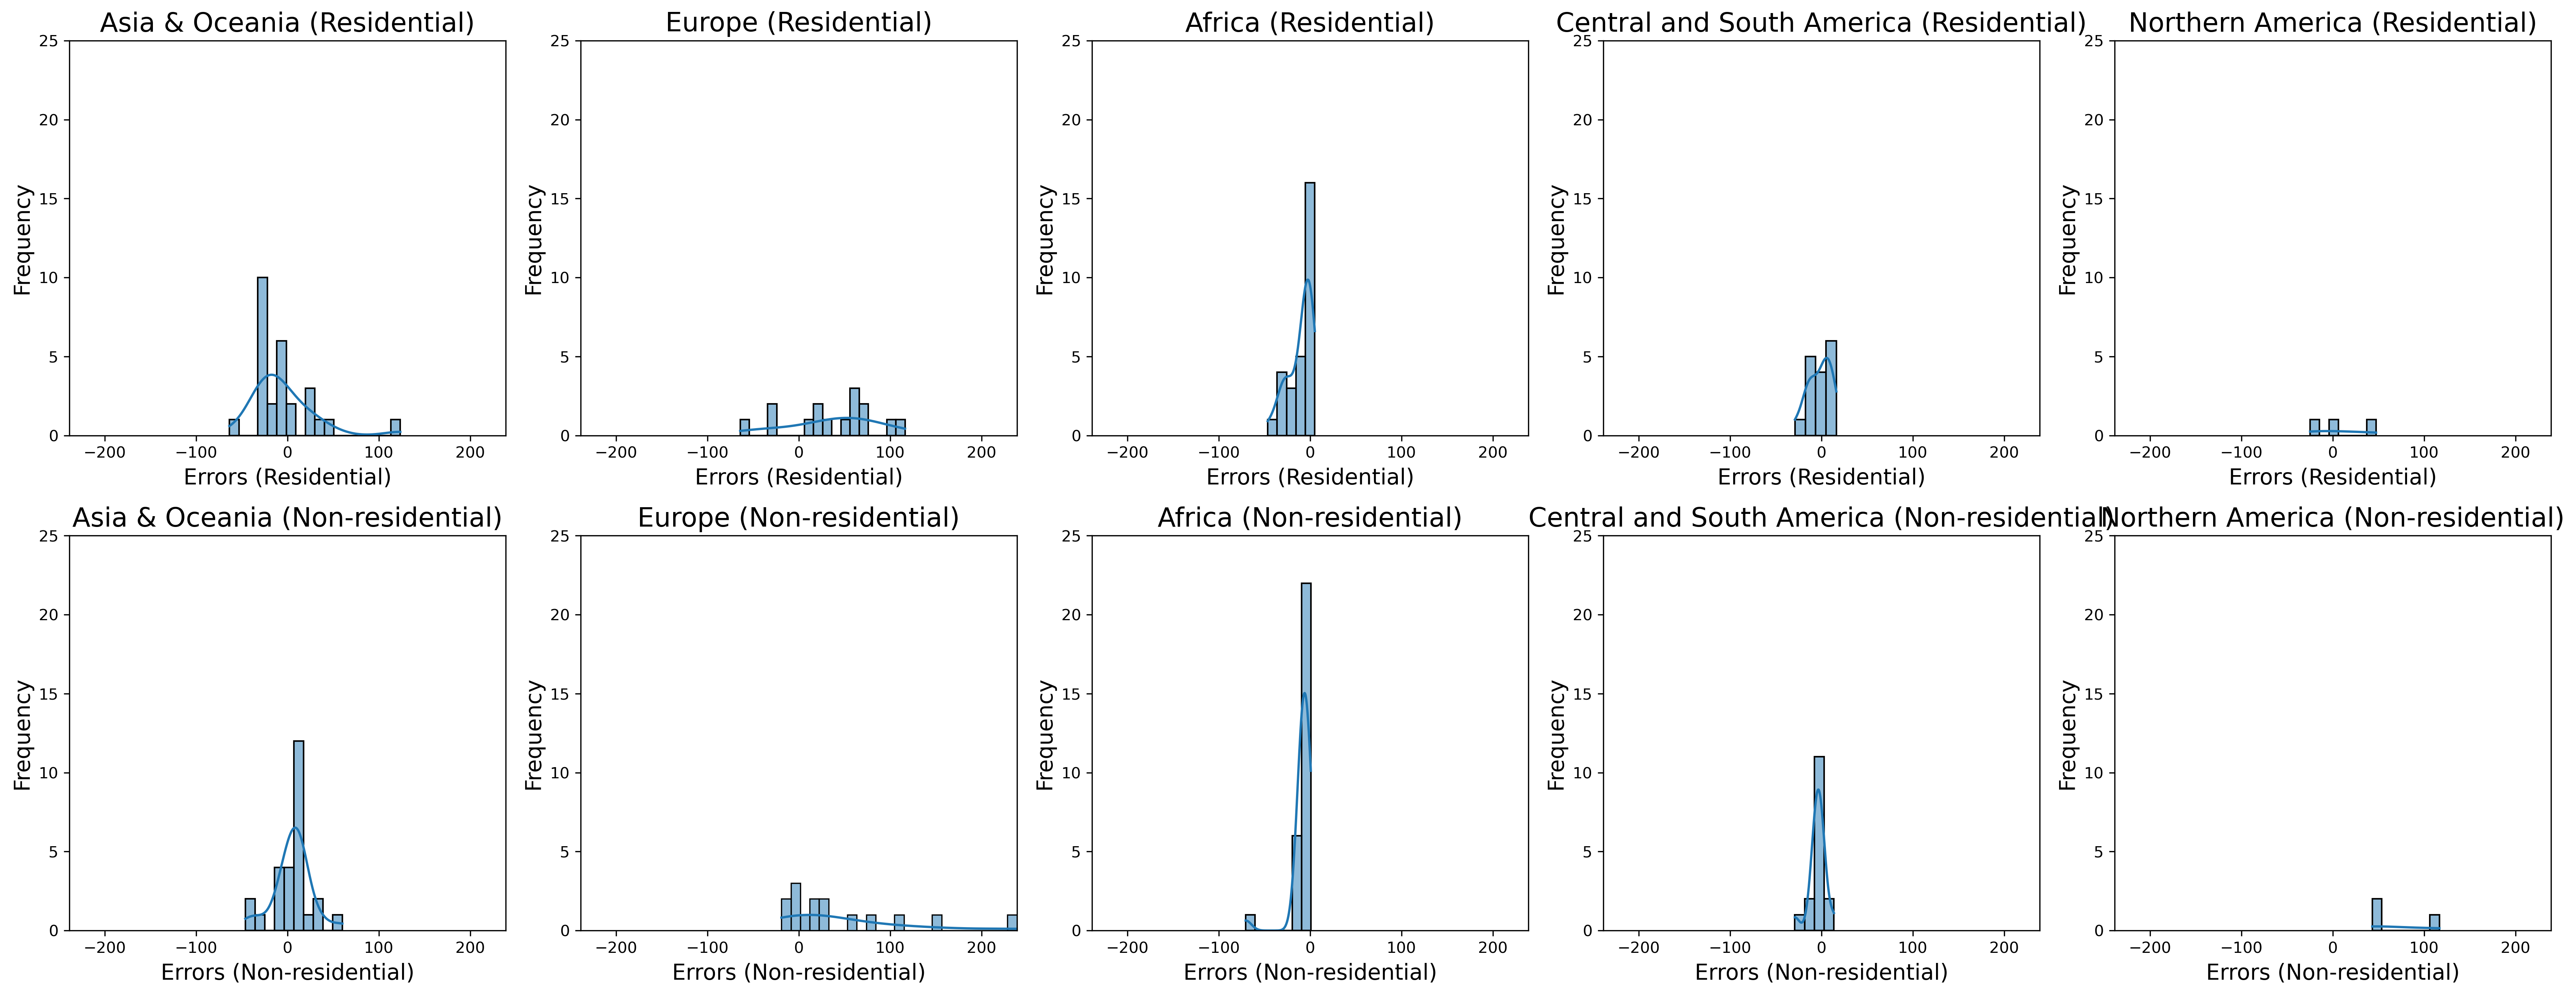 Asia & Oceania (Residential)
25
20
15
10
5
0
Frequency
−200 −100 0 100 200
Errors (Residential)
Europe (Residential)
25
20
15
10
5
0
Frequency
−200 −100 0 100 200
Errors (Residential)
Africa (Residential)
25
20
15
10
5
0
Frequency
−200 −100 0 100 200
Errors (Residential)
Central and South America (Residential)
25
20
15
10
5
0
Frequency
−200 −100 0 100 200
Errors (Residential)
Northern America (Residential)
25
20
15
10
5
0
Frequency
−200 −100 0 100 200
Errors (Residential)
Asia & Oceania (Non-residential)
25
20
15
10
5
0
Frequency
−200 −100 0 100 200
Errors (Non-residential)
Europe (Non-residential)
25
20
15
10
5
0
Frequency
−200 −100 0 100 200
Errors (Non-residential)
Africa (Non-residential)
25
20
15
10
5
0
Frequency
−200 −100 0 100 200
Errors (Non-residential)
Central and South America (Non-residential)
25
20
15
10
5
0
Frequency
−200 −100 0 100 200
Errors (Non-residential)
Northern America (Non-residential)
25
20
15
10
5
0
Frequency
−200 −100 0 100 200
Errors (Non-residential)